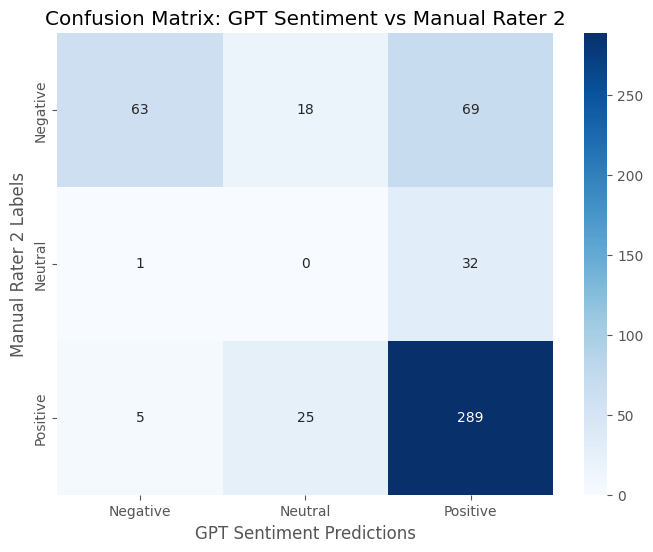 Confusion Matrix: GPT Sentiment vs Manual Rater 2
Manual Rater 2 Labels
Negative
63 18 69
Neutral
1 0 32
Positive
5 25 289
Negative Neutral Positive
GPT Sentiment Predictions
250
200
150
100
50
0